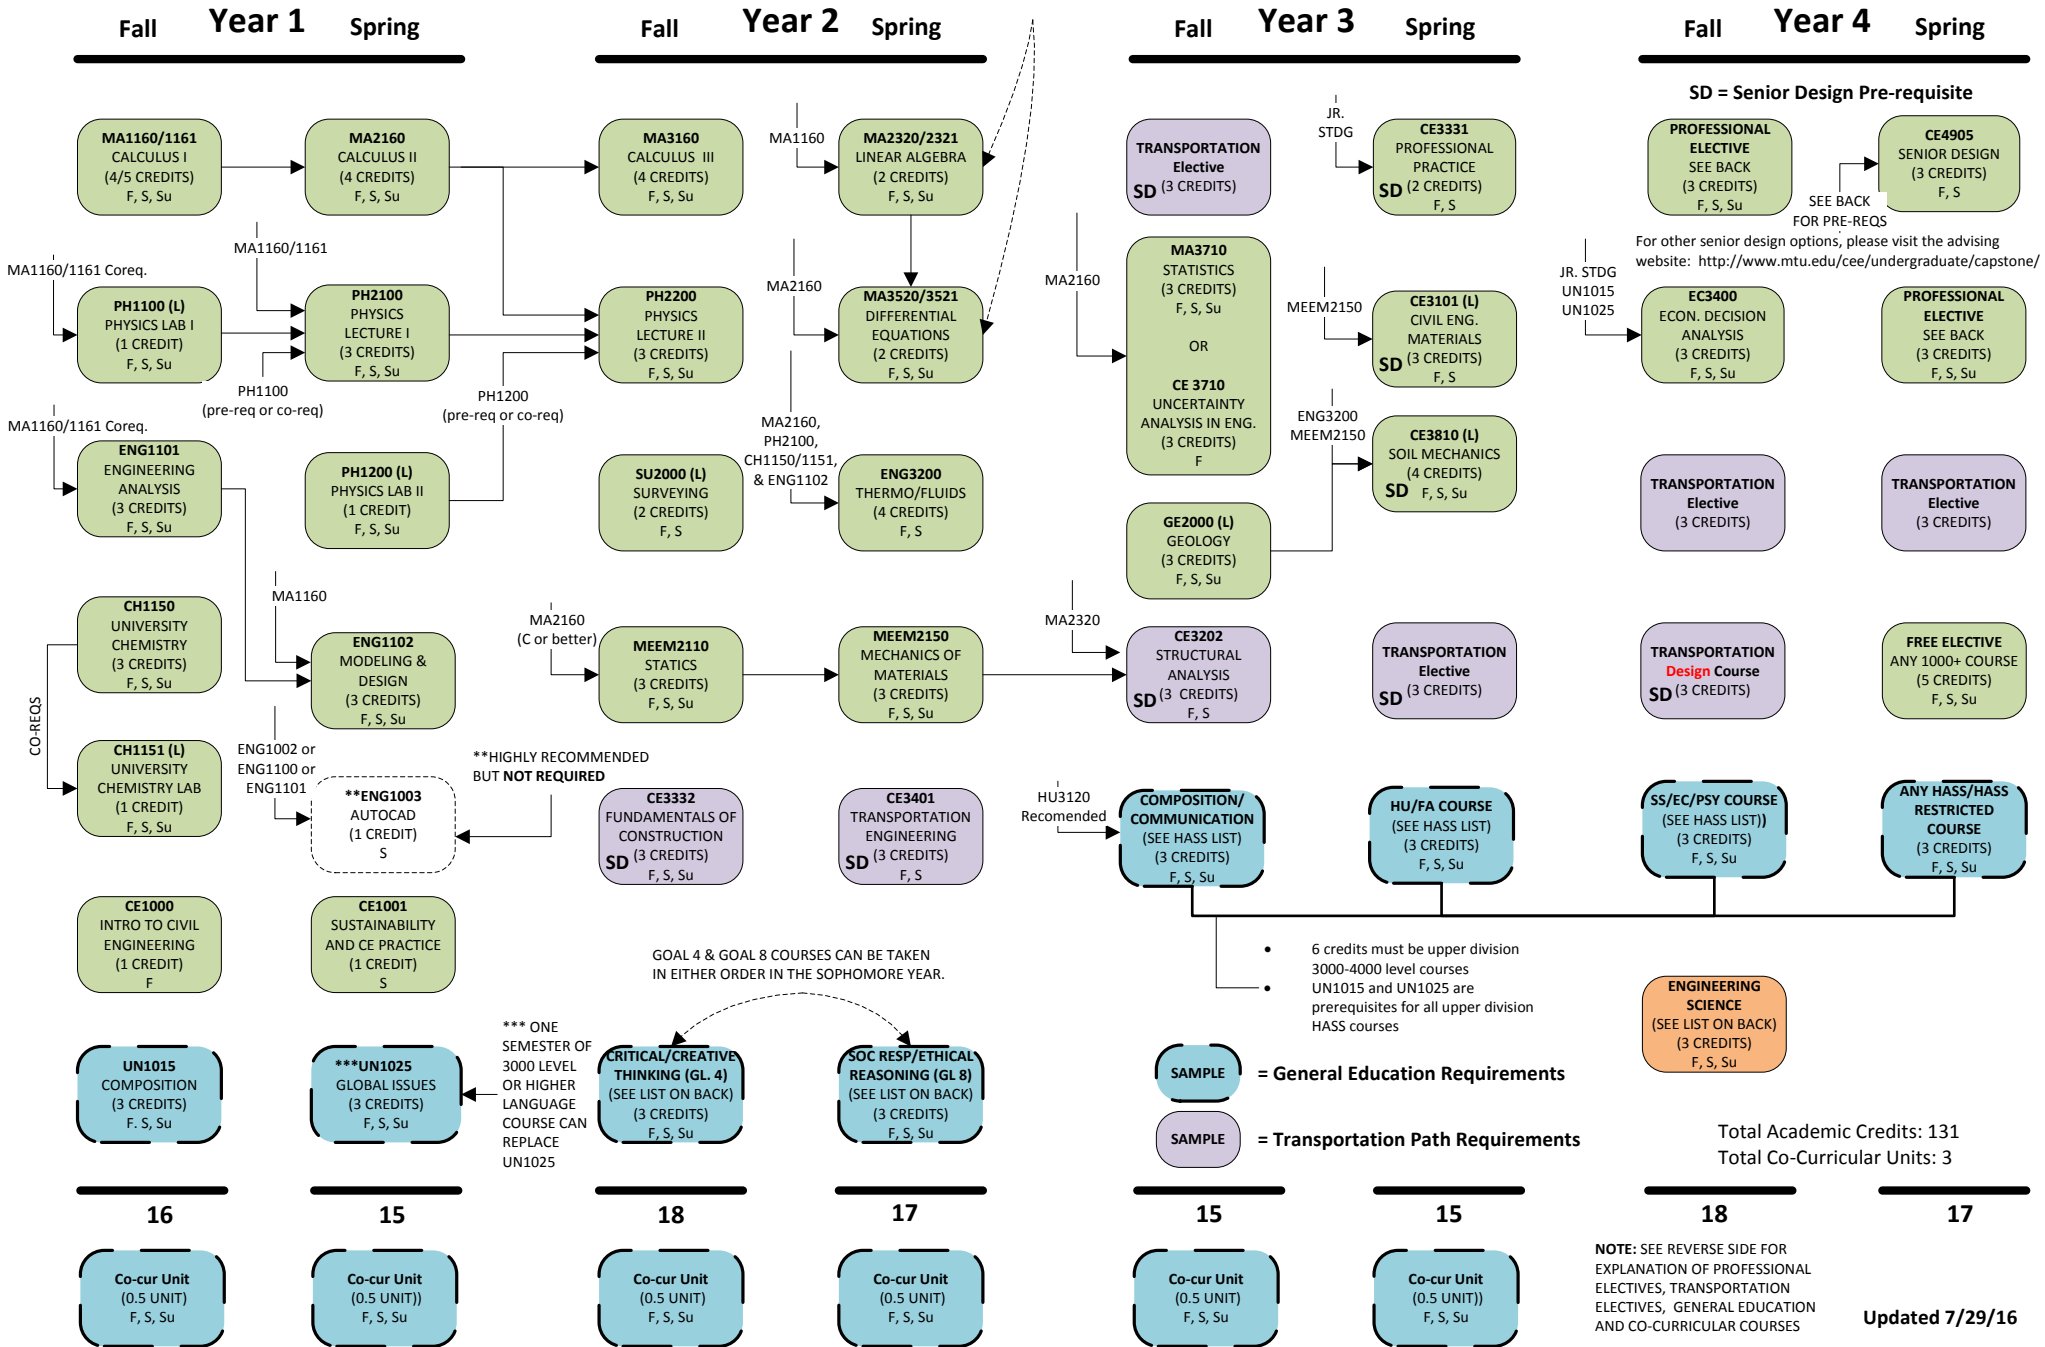 Fall
Year 1
Spring
Fall
Year 2
Spring
Fall
Year 3
Spring
Fall
Year 4
Spring
MA1160/1161
CALCULUS I
(4/5 CREDITS)
F, S, Su
MA1160/1161 Coreq.
PH1100 (L)
PHYSICS LAB I
(1 CREDIT)
F, S, Su
MA1160/1161 Coreq.
ENG1101
ENGINEERING
ANALYSIS
(3 CREDITS)
F, S, Su
CH1150
UNIVERSITY
CHEMISTRY
(3 CREDITS)
F, S, Su
CO-REQS
CH1151 (L)
UNIVERSITY
CHEMISTRY LAB
(1 CREDIT)
F, S, Su
CE1000
INTRO TO CIVIL
ENGINEERING
(1 CREDIT)
F
UN1015
COMPOSITION
(3 CREDITS)
F. S, Su
16
Co-cur Unit
(0.5 UNIT)
F, S, Su
MA2160
CALCULUS II
(4 CREDITS)
F, S, Su
MA1160/1161
PH2100
PHYSICS
LECTURE I
(3 CREDITS)
F, S, Su
PH1100
(pre-req or co-req)
PH1200 (L)
PHYSICS LAB II
(1 CREDIT)
F, S, Su
MA1160
ENG1102
MODELING &
DESIGN
(3 CREDITS)
F, S, Su
ENG1002 or
ENG1100 or
ENG1101
**ENG1003
AUTOCAD
(1 CREDIT)
S
**HIGHLY RECOMMENDED
BUT NOT REQUIRED
CE1001
SUSTAINABILITY
AND CE PRACTICE
(1 CREDIT)
S
***UN1025
GLOBAL ISSUES
(3 CREDITS)
F, S, Su
*** ONE
SEMESTER OF
3000 LEVEL
OR HIGHER
LANGUAGE
COURSE CAN
REPLACE
UN1025
15
Co-cur Unit
(0.5 UNIT))
F, S, Su
MA3160
CALCULUS  III
(4 CREDITS)
F, S, Su
PH2200
PHYSICS
LECTURE II
(3 CREDITS)
F, S, Su
PH1200
(pre-req or co-req)
SU2000 (L)
SURVEYING
(2 CREDITS)
F, S
MA2160
(C or better)
MEEM2110
STATICS
(3 CREDITS)
F, S, Su
CE3332
FUNDAMENTALS OF
CONSTRUCTION
SD (3 CREDITS)
F, S, Su
GOAL 4 & GOAL 8 COURSES CAN BE TAKEN
IN EITHER ORDER IN THE SOPHOMORE YEAR.
CRITICAL/CREATIVE
THINKING (GL. 4)
(SEE LIST ON BACK)
(3 CREDITS)
F, S, Su
18
Co-cur Unit
(0.5 UNIT)
F, S, Su
MA1160
MA2320/2321
LINEAR ALGEBRA
(2 CREDITS)
F, S, Su
MA2160
MA3520/3521
DIFFERENTIAL
EQUATIONS
(2 CREDITS)
F, S, Su
MA2160,
PH2100,
CH1150/1151,
& ENG1102
ENG3200
THERMO/FLUIDS
(4 CREDITS)
F, S
MEEM2150
MECHANICS OF
MATERIALS
(3 CREDITS)
F, S, Su
CE3401
TRANSPORTATION
ENGINEERING
SD (3 CREDITS)
F, S
SOC RESP/ETHICAL
REASONING (GL 8)
(SEE LIST ON BACK)
(3 CREDITS)
F, S, Su
17
Co-cur Unit
(0.5 UNIT)
F, S, Su
TRANSPORTATION
Elective
SD (3 CREDITS)
MA2160
MA3710
STATISTICS
(3 CREDITS)
F, S, Su
OR
CE 3710
UNCERTAINTY
ANALYSIS IN ENG.
(3 CREDITS)
F
GE2000 (L)
GEOLOGY
(3 CREDITS)
F, S, Su
MA2320
CE3202
STRUCTURAL
ANALYSIS
SD (3  CREDITS)
F, S
HU3120
Recomended
COMPOSITION/
COMMUNICATION
(SEE HASS LIST)
(3 CREDITS)
F, S, Su
• 6 credits must be upper division
3000-4000 level courses
• UN1015 and UN1025 are
prerequisites for all upper division
HASS courses
SAMPLE = General Education Requirements
SAMPLE = Transportation Path Requirements
15
Co-cur Unit
(0.5 UNIT)
F, S, Su
JR.
STDG
CE3331
PROFESSIONAL
PRACTICE
SD (2 CREDITS)
F, S
MEEM2150
CE3101 (L)
CIVIL ENG.
MATERIALS
SD (3 CREDITS)
F, S
ENG3200
MEEM2150
CE3810 (L)
SOIL MECHANICS
(4 CREDITS)
SD F, S, Su
TRANSPORTATION
Elective
SD (3 CREDITS)
HU/FA COURSE
(SEE HASS LIST)
(3 CREDITS)
F, S, Su
15
Co-cur Unit
(0.5 UNIT))
F, S, Su
SD = Senior Design Pre-requisite
PROFESSIONAL
ELECTIVE
SEE BACK
(3 CREDITS)
F, S, Su
SEE BACK
FOR PRE-REQS
CE4905
SENIOR DESIGN
(3 CREDITS)
F, S
For other senior design options, please visit the advising
website:  http://www.mtu.edu/cee/undergraduate/capstone/
JR. STDG
UN1015
UN1025
EC3400
ECON. DECISION
ANALYSIS
(3 CREDITS)
F, S, Su
TRANSPORTATION
Elective
(3 CREDITS)
TRANSPORTATION
Design Course
SD (3 CREDITS)
SS/EC/PSY COURSE
(SEE HASS LIST))
(3 CREDITS)
F, S, Su
ENGINEERING
SCIENCE
(SEE LIST ON BACK)
(3 CREDITS)
F, S, Su
18
PROFESSIONAL
ELECTIVE
SEE BACK
(3 CREDITS)
F, S, Su
TRANSPORTATION
Elective
(3 CREDITS)
FREE ELECTIVE
ANY 1000+ COURSE
(5 CREDITS)
F, S, Su
ANY HASS/HASS
RESTRICTED
COURSE
(3 CREDITS)
F, S, Su
Total Academic Credits: 131
Total Co-Curricular Units: 3
17
NOTE: SEE REVERSE SIDE FOR
EXPLANATION OF PROFESSIONAL
ELECTIVES, TRANSPORTATION
ELECTIVES,  GENERAL EDUCATION
AND CO-CURRICULAR COURSES
Updated 7/29/16